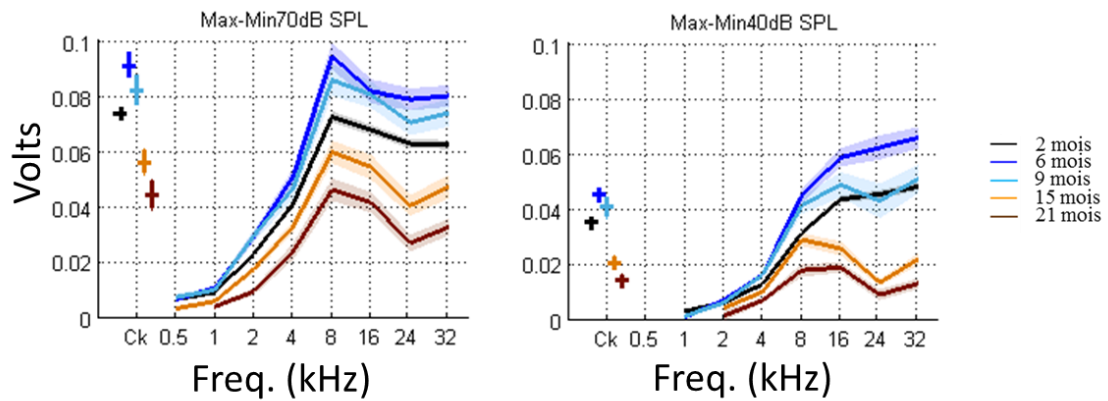 Max-Min70dB SPL
Volts
0.1
0.08
0.06
0.04
0.02
0
Ck 0.5 1 2 4 8 16 24 32
Freq. (kHz)
Max-Min40dB SPL
0.1
0.08
0.06
0.04
0.02
0
Ck 0.5 1 2 4 8 16 24 32
Freq. (kHz)
2 mois
6 mois
9 mois
15 mois
21 mois